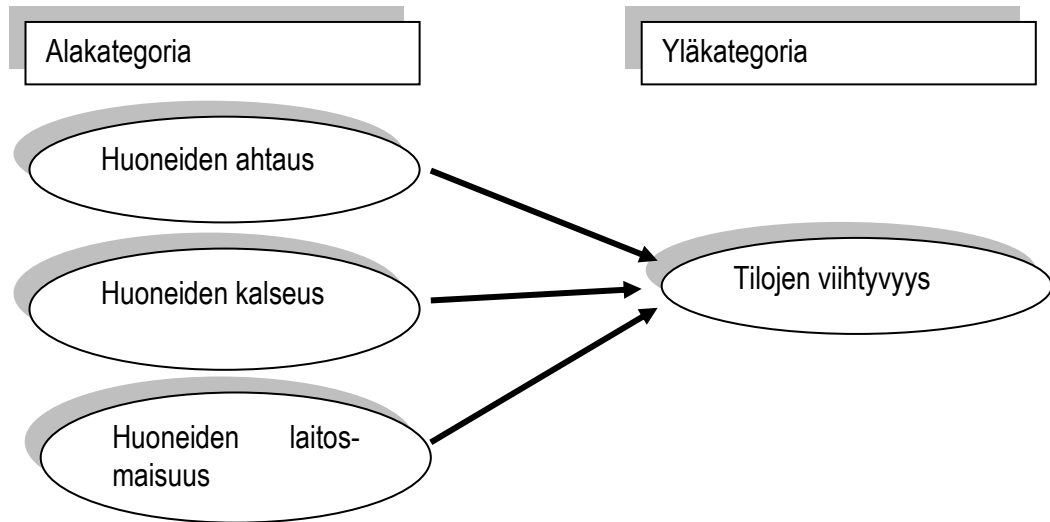 Alakategoria
Yläkategoria
Huoneiden ahtaus
Huoneiden kalseus
Tilojen viihtyvyys
Huoneiden laitos-
maisuus